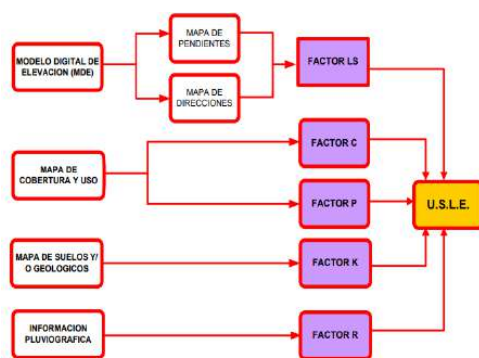 MODELO DIGITAL DE
ELEVACION (MDE)
MAPA DE
PENDIENTES
MAPA DE
DIRECCIONES
FACTOR LS
MAPA DE
COBERTURA Y USO
FACTOR C
FACTOR P
U.S.L.E.
MAPA DE SUELOS Y/
O GEOLOGICOS
FACTOR K
INFORMACION
PLUVIOGRAFICA
FACTOR R